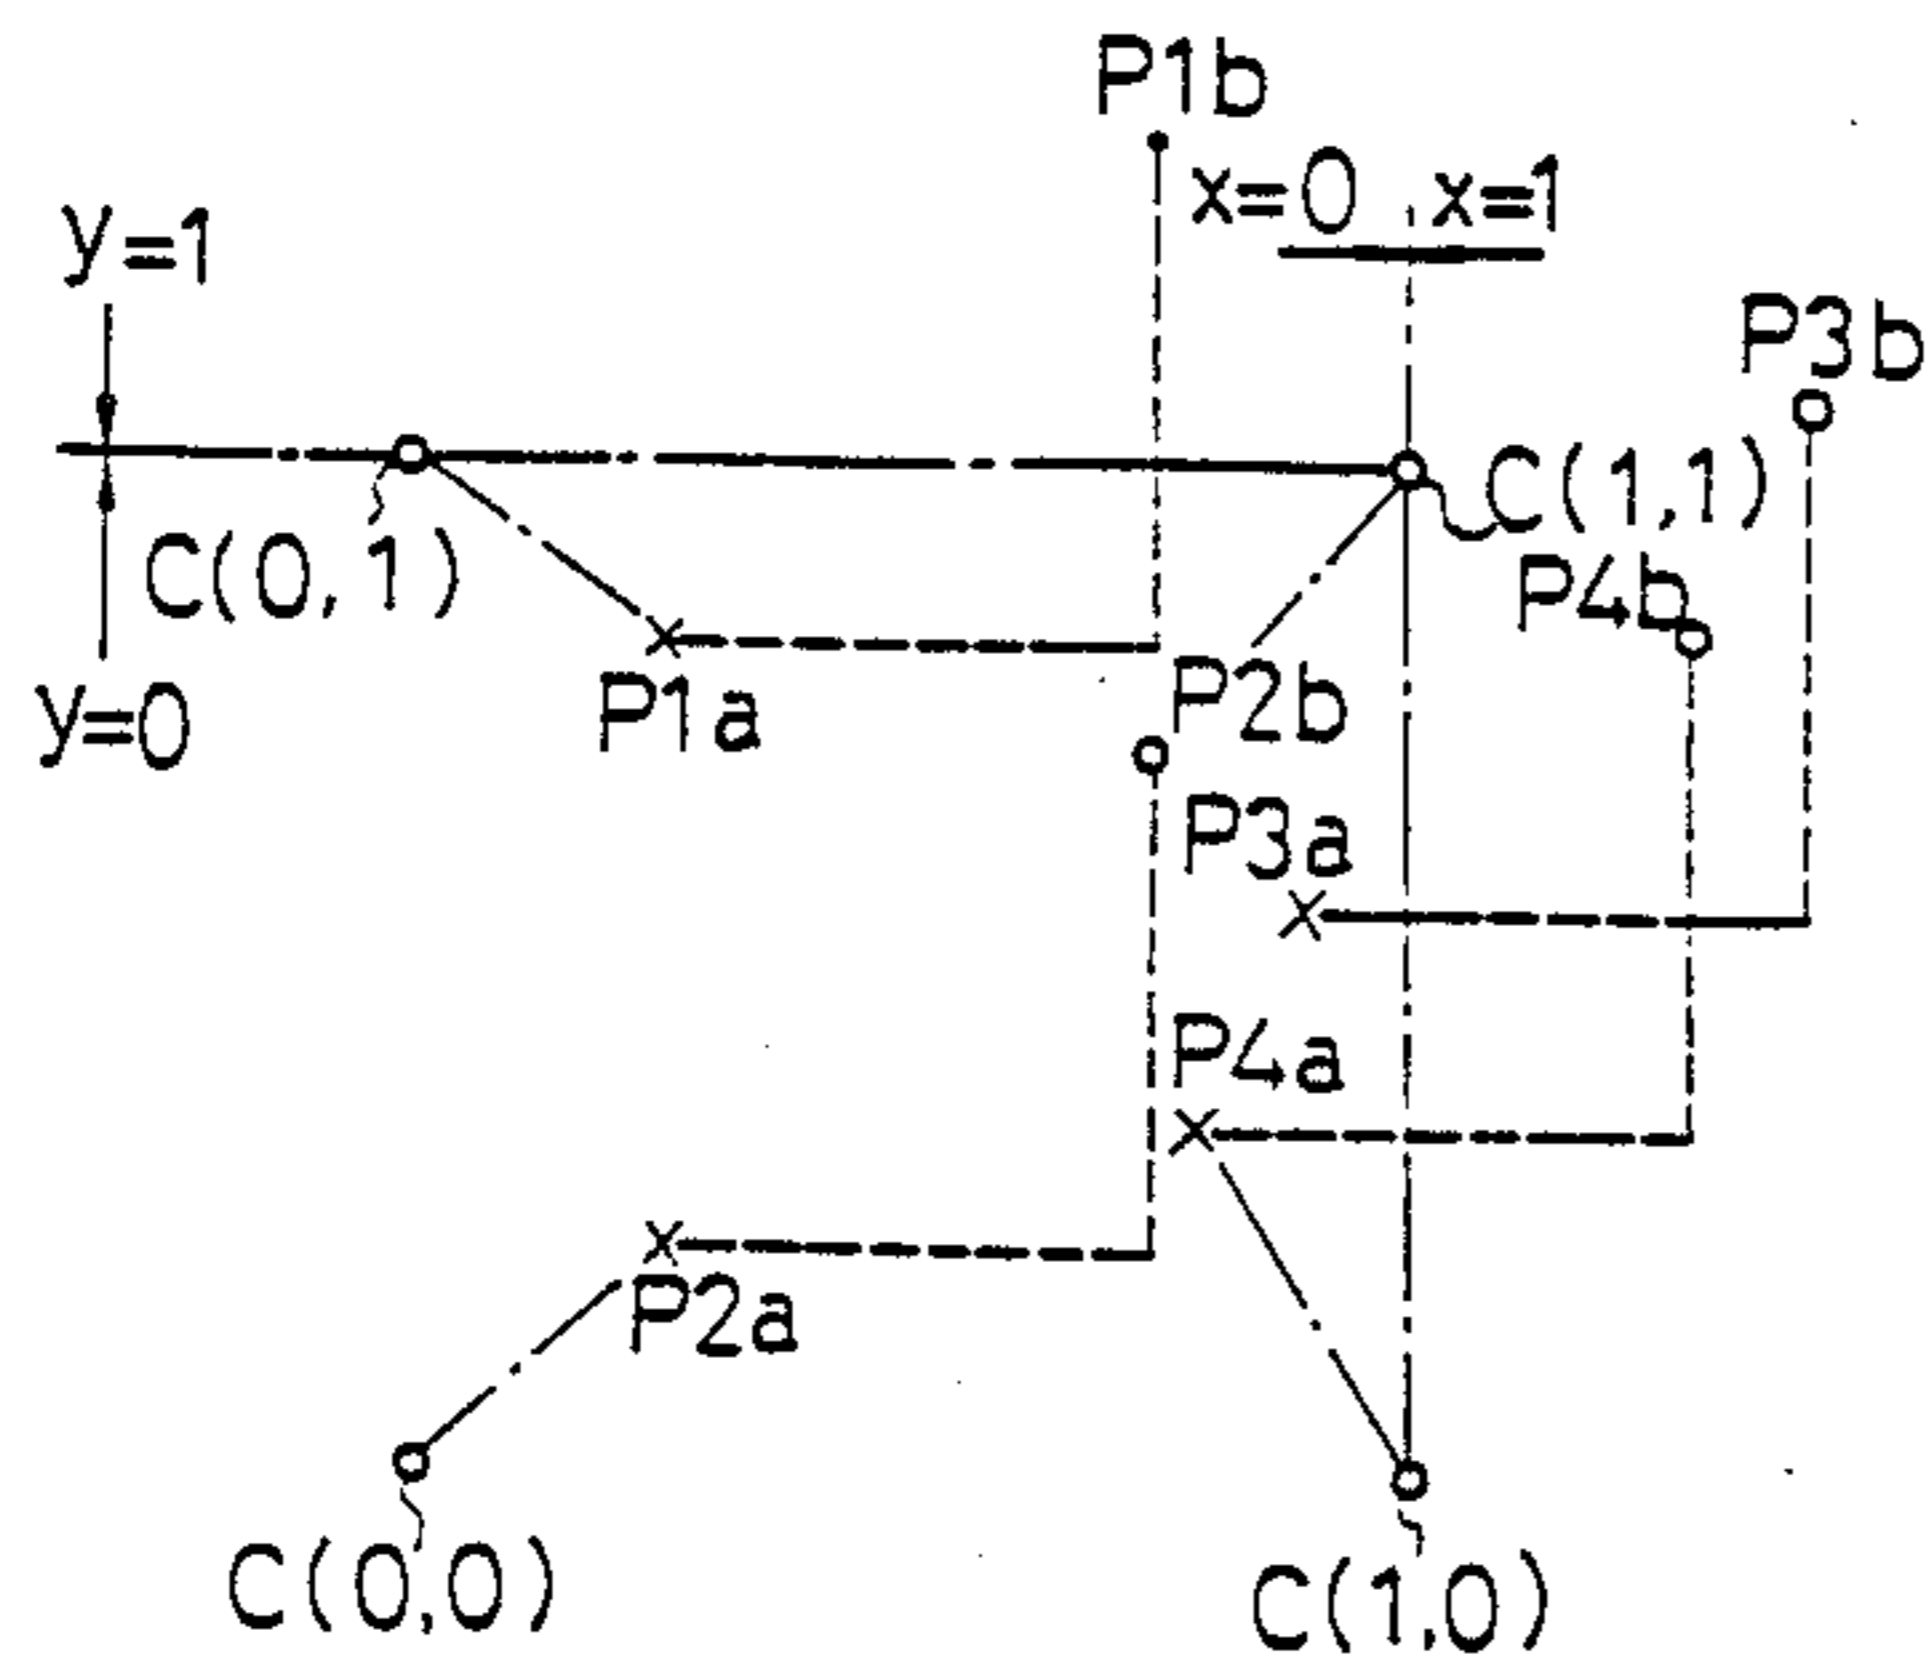 P1b
x=0 x=1
y=1
P3b
C(0,1)
C(1,1)
P4b
y=0
P1a
P2b
P3a
P4a
P2a
C(0,0)
C(1,0)